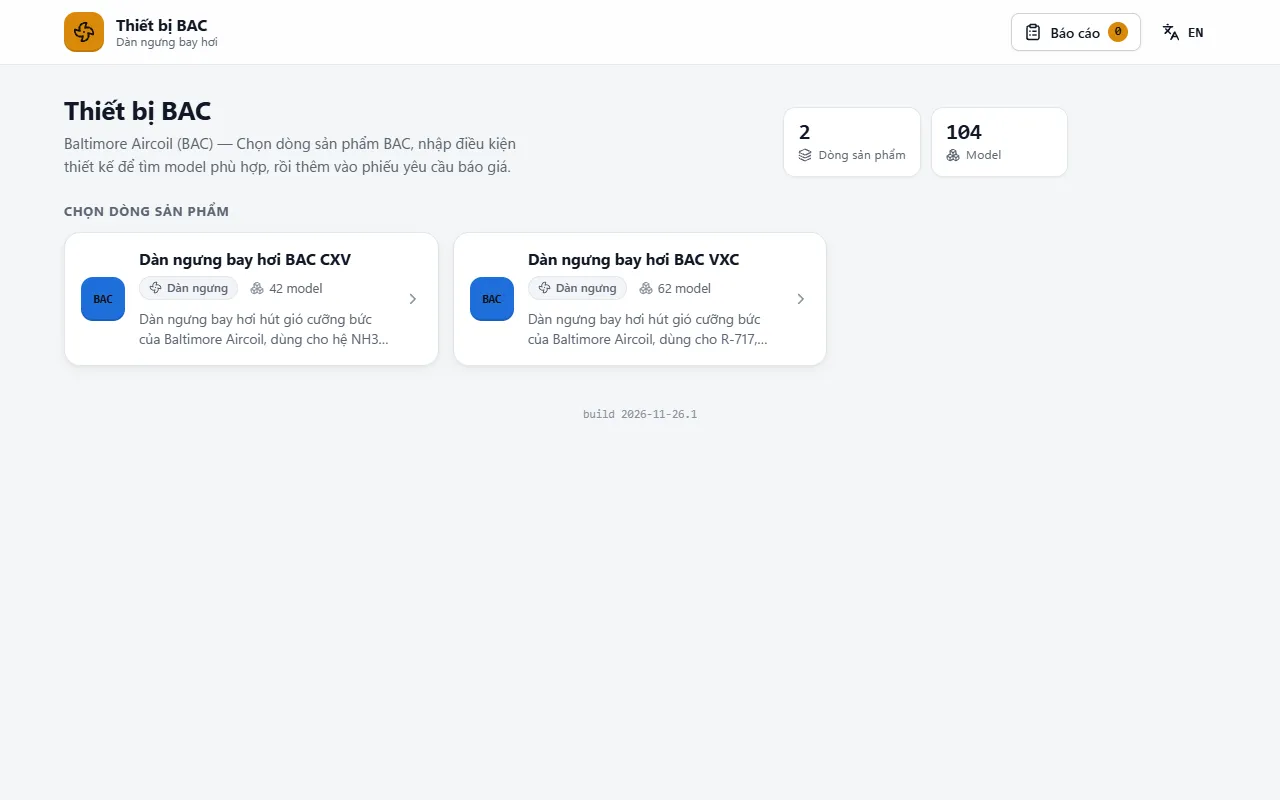 Thiết bị BAC
Dàn ngưng bay hơi
Báo cáo 0
EN
Thiết bị BAC
Baltimore Aircoil (BAC) — Chọn dòng sản phẩm BAC, nhập điều kiện
thiết kế để tìm model phù hợp, rồi thêm vào phiếu yêu cầu báo giá.
2
Dòng sản phẩm
104
Model
CHỌN DÒNG SẢN PHẨM
BAC
Dàn ngưng bay hơi BAC CXV
Dàn ngưng
42 model
Dàn ngưng bay hơi hút gió cưỡng bức
của Baltimore Aircoil, dùng cho hệ NH3...
BAC
Dàn ngưng bay hơi BAC VXC
Dàn ngưng
62 model
Dàn ngưng bay hơi hút gió cưỡng bức
của Baltimore Aircoil, dùng cho R-717,...
build 2026-11-26.1